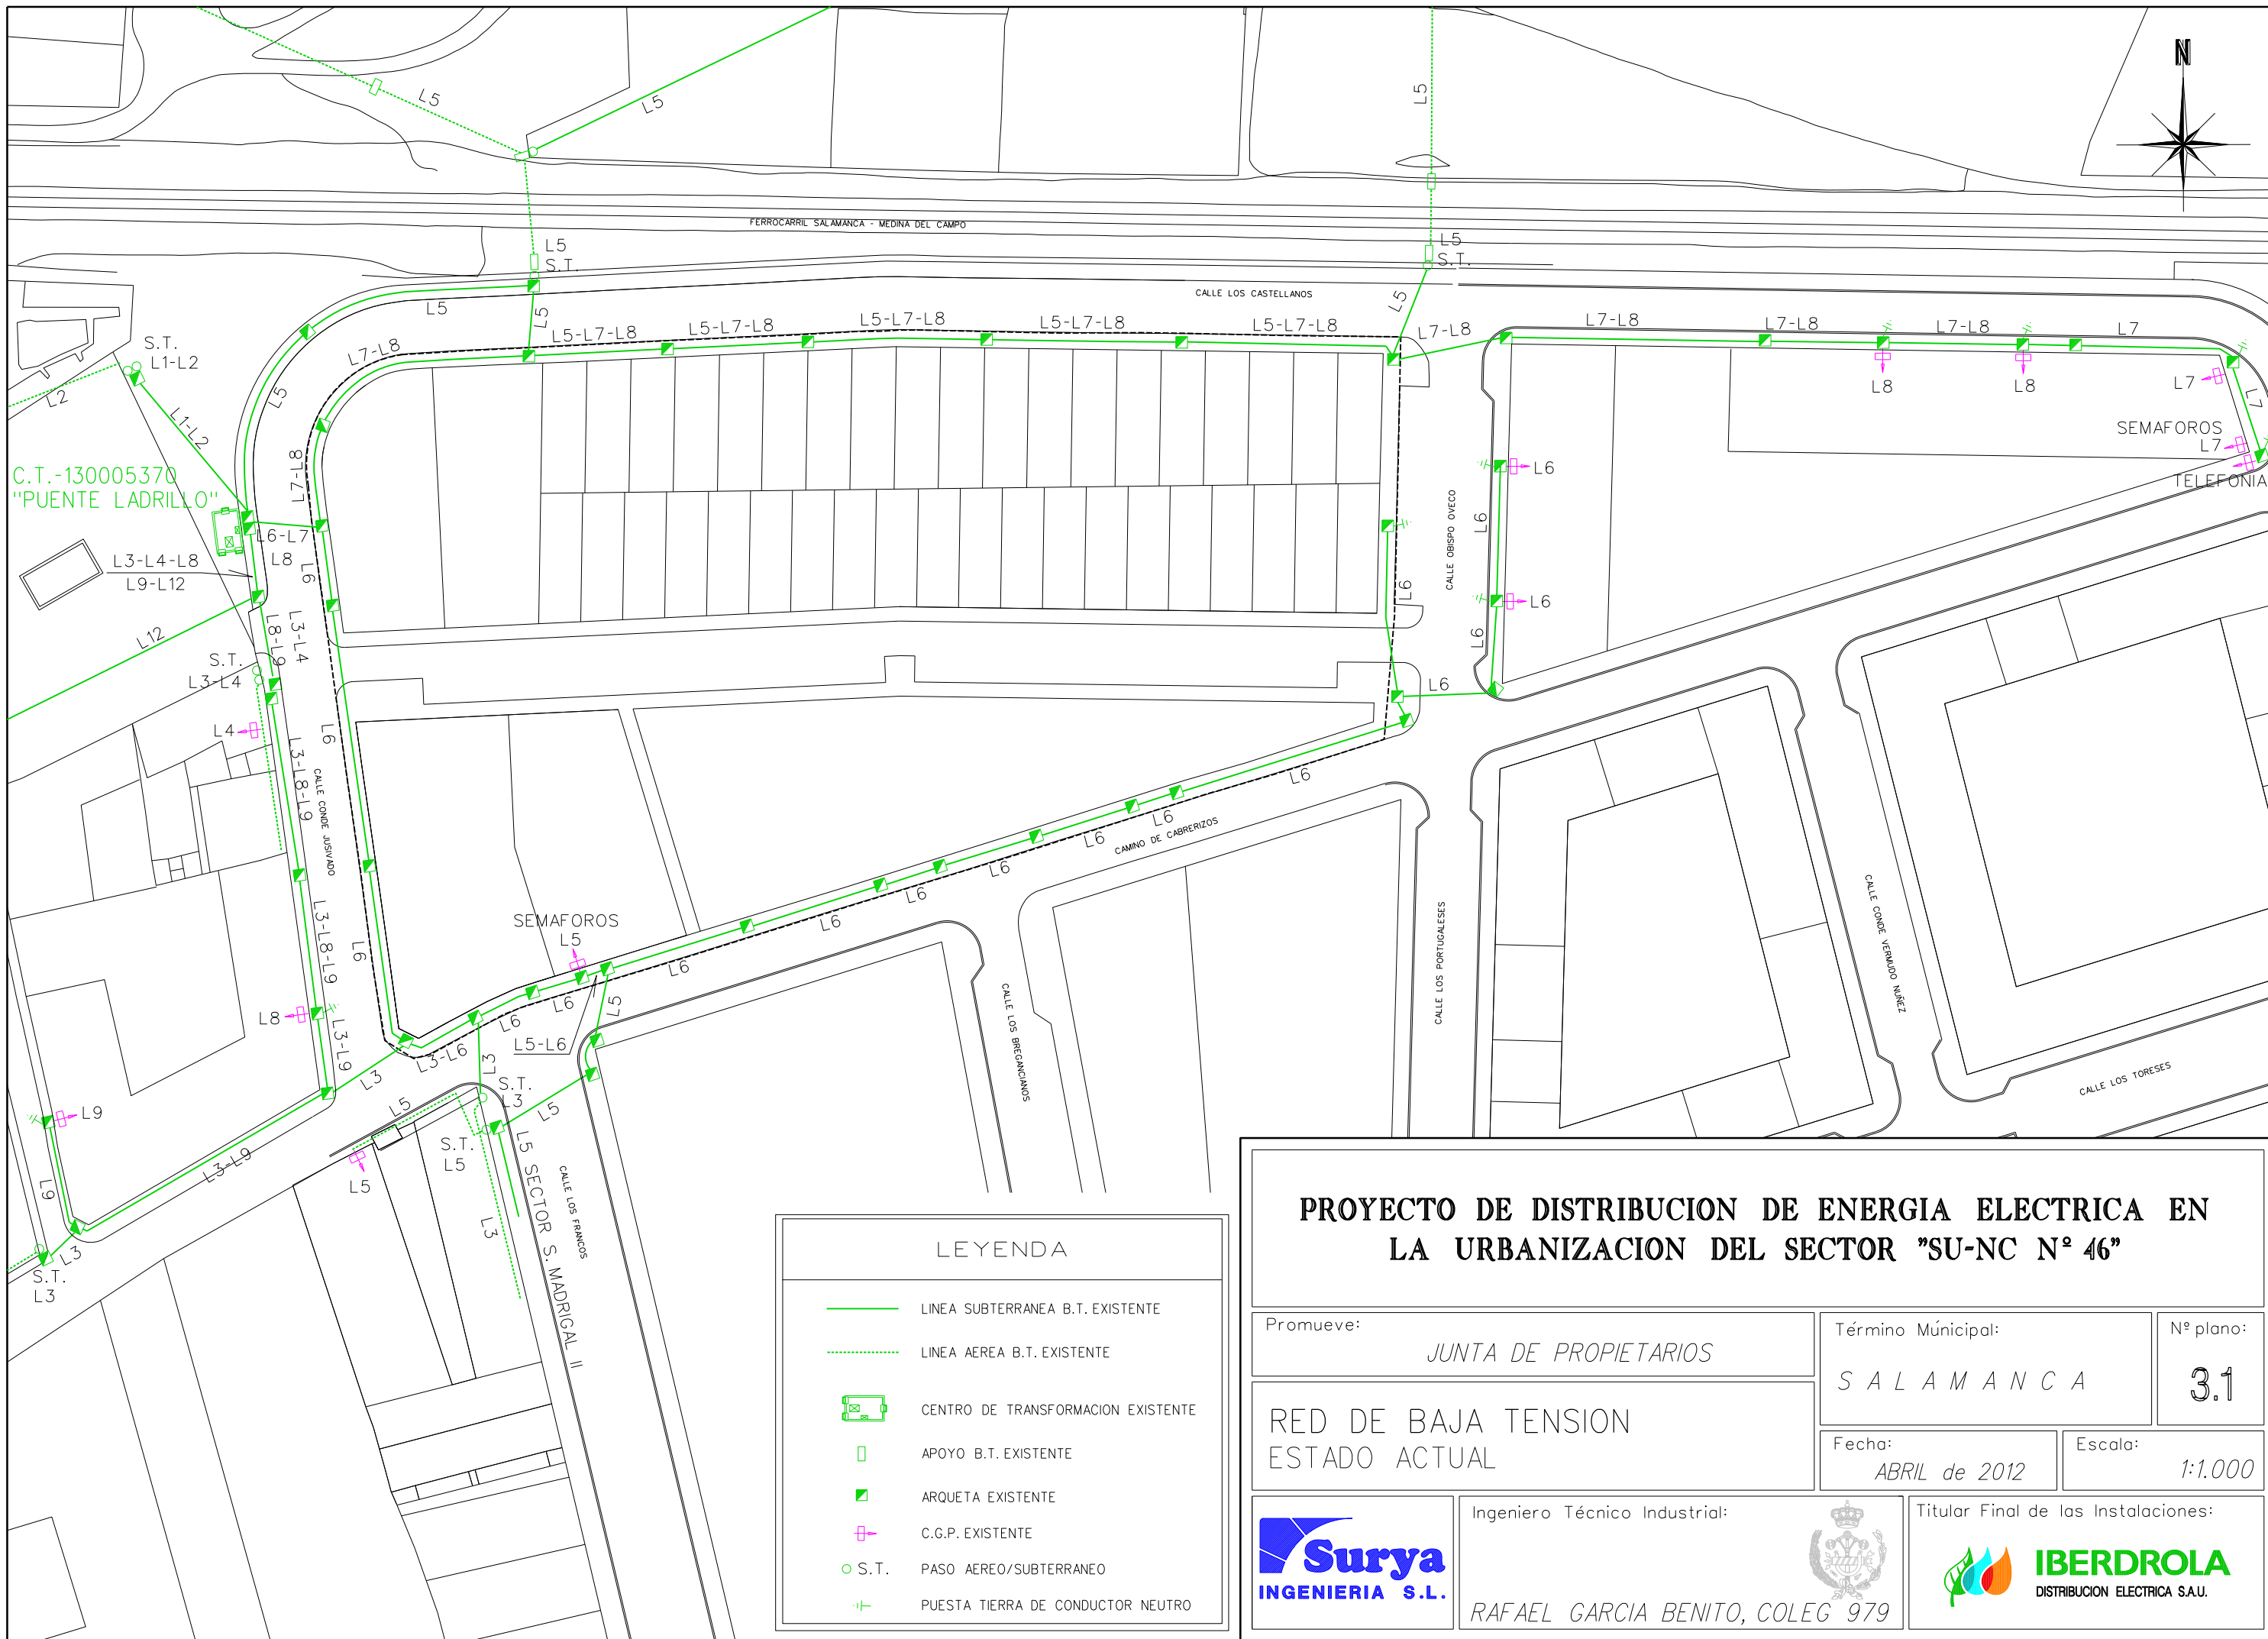 N
L5
L5
L5
FERROCARRIL SALAMANCA - MEDINA DEL CAMPO
L5
S.T.
L5
S.T.
CALLE LOS CASTELLANOS
L5
L5
L5
L5-L7-L8
L5-L7-L8
L5-L7-L8
L5-L7-L8
L5-L7-L8
L7-L8
L7-L8
L7-L8
L7-L8
L7
S.T.
L1-L2
L7-L8
L5
L2
L1-L2
L8
L8
L7
L7
SEMAFOROS
L7
TELEFONIA
C.T.-130005370
"PUENTE LADRILLO"
L7-L8
L6
L6
L6-L7
L8
L3-L4-L8
L9-L12
L6
CALLE OBISPO OVECO
L6
L6
L6
L12
L8-L9
L3-L4
S.T.
L3-L4
L6
L4
L6
L3-L8-L9
CALLE CONDE JUSIVADO
L6
L6
L6
L6
L6
L6
L6
CAMINO DE CABRERIZOS
SEMAFOROS
L5
L6
L3-L8-L9
L6
L6
L6
L5
L5-L6
L8
L3-L9
L3-L6
L3
L3
S.T.
L3
L5
L5
S.T.
L5
L5
L9
L3-L9
L9
L3
S.T.
L3
L3
L5 SECTOR S. MADRIGAL II
CALLE LOS FRANCOS
CALLE LOS BREGANCIANOS
CALLE LOS PORTUGALESES
CALLE CONDE VERMUDO NUÑEZ
CALLE LOS TORESES
LEYENDA
LINEA SUBTERRANEA B.T. EXISTENTE
LINEA AEREA B.T. EXISTENTE
CENTRO DE TRANSFORMACION EXISTENTE
APOYO B.T. EXISTENTE
ARQUETA EXISTENTE
C.G.P. EXISTENTE
S.T. PASO AEREO/SUBTERRANEO
PUESTA TIERRA DE CONDUCTOR NEUTRO
PROYECTO DE DISTRIBUCION DE ENERGIA ELECTRICA EN
LA URBANIZACION DEL SECTOR "SU-NC Nº 46"
Promueve:
JUNTA DE PROPIETARIOS
Término Múnicipal:
SALAMANCA
Nº plano:
3.1
RED DE BAJA TENSION
ESTADO ACTUAL
Fecha:
ABRIL de 2012
Escala:
1:1.000
Surya
INGENIERIA S.L.
Ingeniero Técnico Industrial:
RAFAEL GARCIA BENITO, COLEG 979
Titular Final de las Instalaciones:
IBERDROLA
DISTRIBUCION ELECTRICA S.A.U.